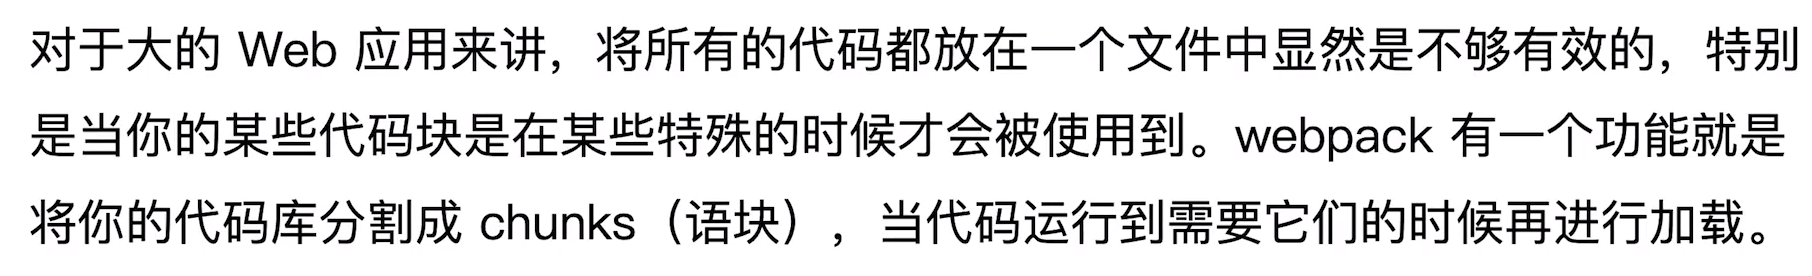 对于大的 Web 应用来讲，将所有的代码都放在一个文件中显然是不够有效的，特别
是当你的某些代码块是在某些特殊的时候才会被使用到。webpack 有一个功能就是
将你的代码库分割成 chunks（语块），当代码运行到需要它们的时候再进行加载。